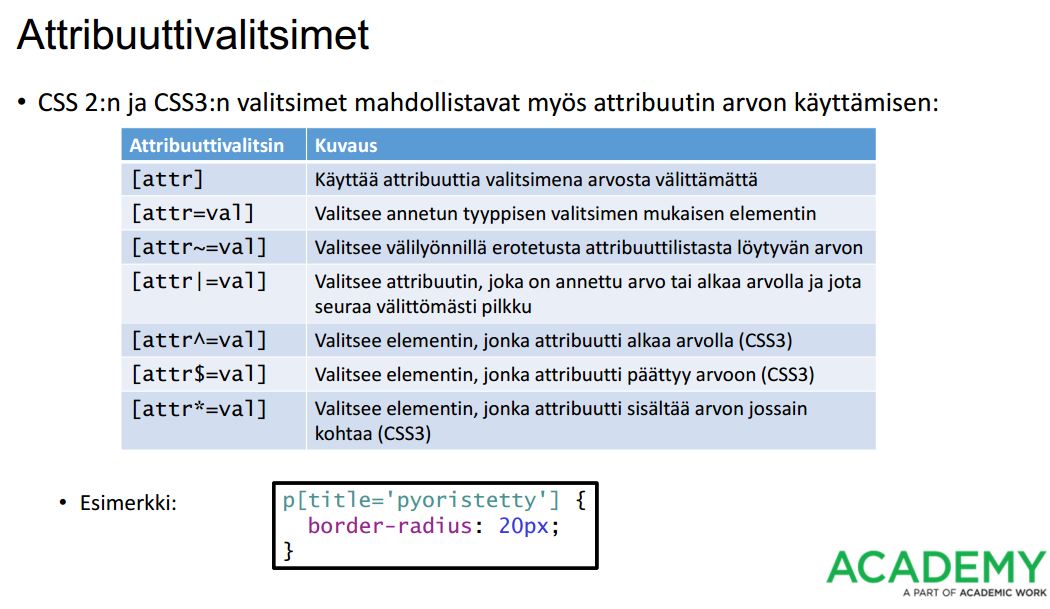 Attribuuttivalitsimet
• CSS 2:n ja CSS3:n valitsimet mahdollistavat myös attribuutin arvon käyttämisen:
Attribuuttivalitsin Kuvaus
[attr] Käyttää attribuuttia valitsimena arvosta välittämättä
[attr=val] Valitsee annetun tyyppisen valitsimen mukaisen elementin
[attr~=val] Valitsee välilyönnillä erotetusta attribuuttilistasta löytyvän arvon
[attr|=val] Valitsee attribuutin, joka on annettu arvo tai alkaa arvolla ja jota
seuraa välittömästi pilkku
[attr^=val] Valitsee elementin, jonka attribuutti alkaa arvolla (CSS3)
[attr$=val] Valitsee elementin, jonka attribuutti päättyy arvoon (CSS3)
[attr*=val] Valitsee elementin, jonka attribuutti sisältää arvon jossain
kohtaa (CSS3)
• Esimerkki:
p[title='pyoristetty'] {
border-radius: 20px;
}
ACADEMY
A PART OF ACADEMIC WORK